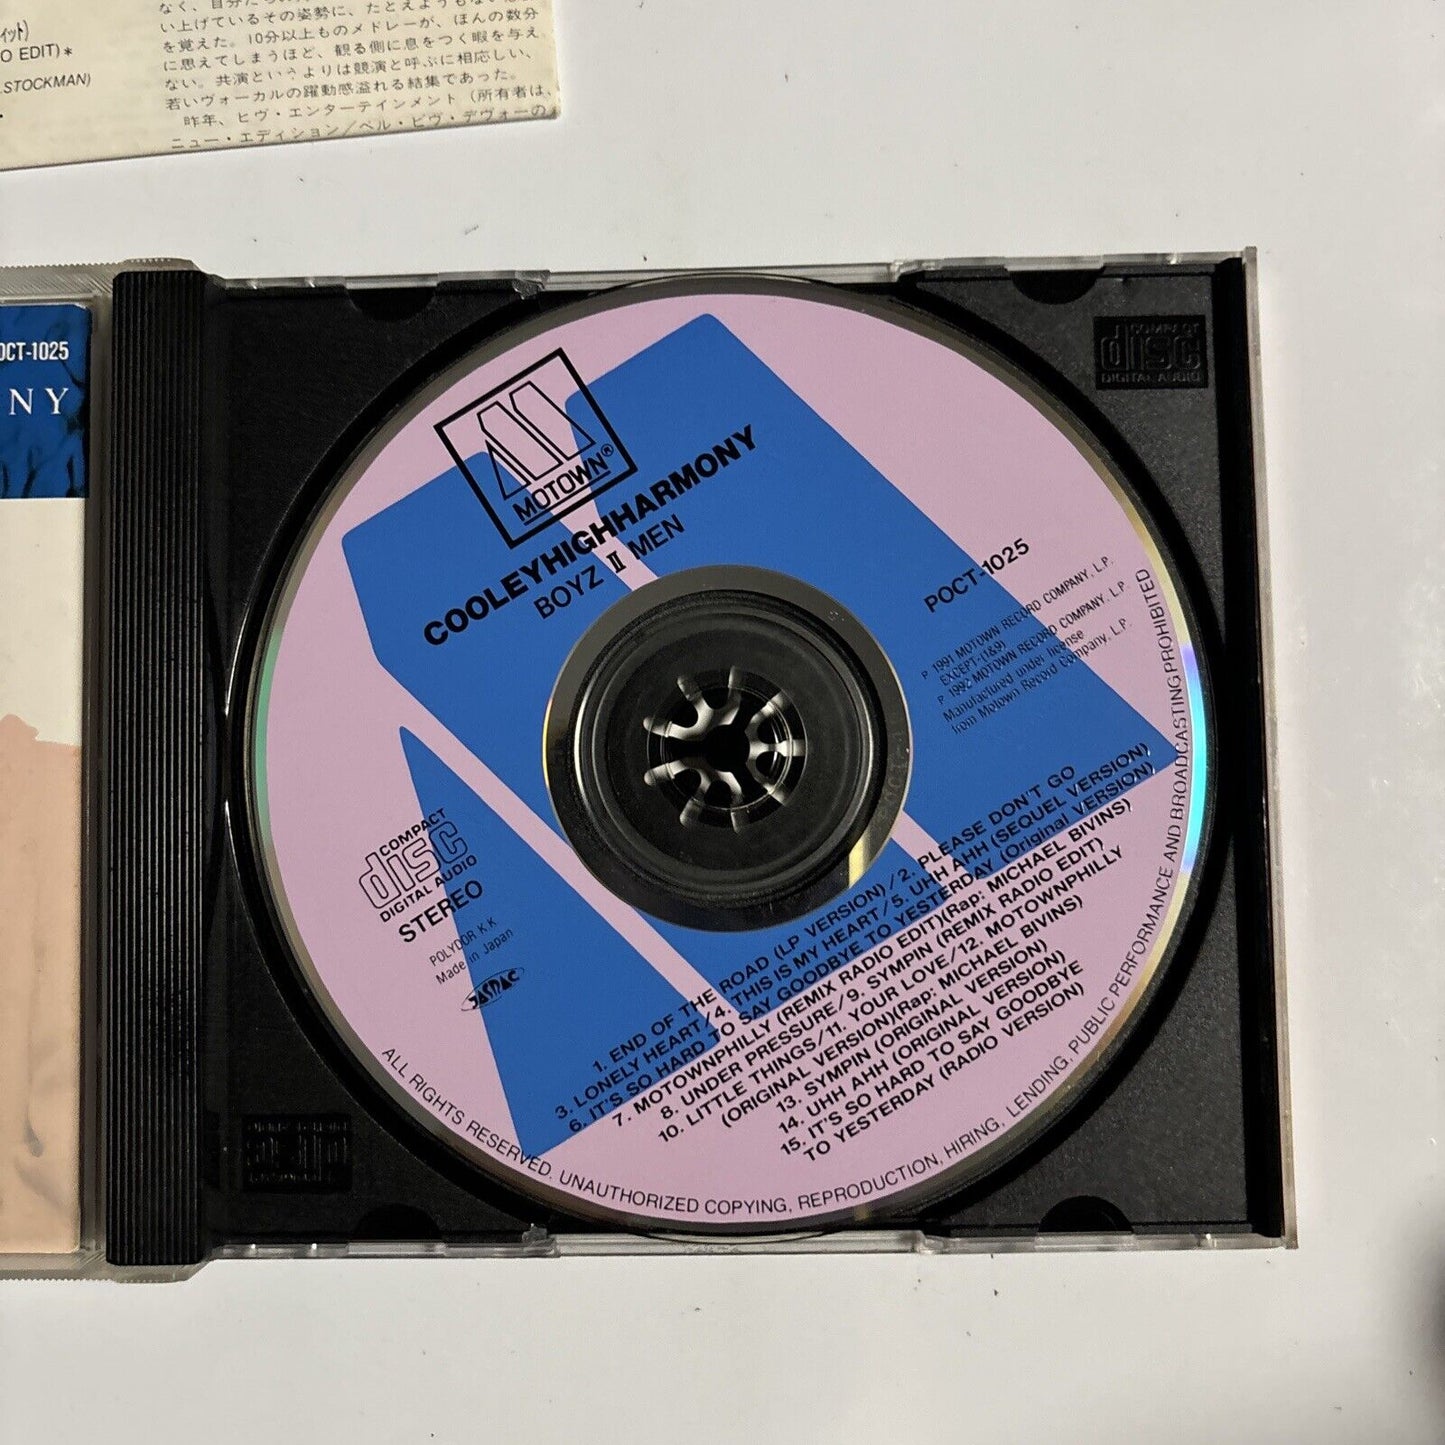 イット)
O EDIT)*
.STOCKMAN)
い上げているその姿勢に、たとえようもない
を覚えた。10分以上ものメドレーが、ほんの数分
に思えてしまうほど、観る側に息をつく暇を与え
ない。共演というよりは競演と呼ぶに相応しい、
若いヴォーカルの躍動感溢れる結集であった。
昨年、ヒヴ・エンターテインメント（所有者は、
ニュー・エディション/ベル・ビヴ・デヴォーの
OCT-1025
NY
COMPACT
disc
DIGITAL AUDIO
MOTOWN®
COOLEYHIGHHARMONY
BOYZ II MEN
POCT-1025
P 1991 MOTOWN RECORD COMPANY, L.P.
EXCEPT-(1&9)
P 1992 MOTOWN RECORD COMPANY, L.P.
Manufactured under license
from Motown Record Company, L.P.
COMPACT
disc
DIGITAL AUDIO
STEREO
POLYDOR K.K
Made in Japan
JASRAC
1. END OF THE ROAD (LP VERSION)/2. PLEASE DON'T GO
3. LONELY HEART/4. THIS IS MY HEART/5. UHH AHH (SEQUEL VERSION)
6. IT'S SO HARD TO SAY GOODBYE TO YESTERDAY (Original VERSION)
7. MOTOWNPHILLY (REMIX RADIO EDIT)(Rap: MICHAEL BIVINS)
8. UNDER PRESSURE/9. SYMPIN (REMIX RADIO EDIT)
10. LITTLE THINGS/11. YOUR LOVE/12. MOTOWNPHILLY
(ORIGINAL VERSION)(Rap: MICHAEL BIVINS)
13. SYMPIN (ORIGINAL VERSION)
14. UHH AHH (ORIGINAL VERSION)
15. IT'S SO HARD TO SAY GOODBYE
TO YESTERDAY (RADIO VERSION)
ALL RIGHTS RESERVED. UNAUTHORIZED COPYING, REPRODUCTION, HIRING, LENDING, PUBLIC PERFORMANCE AND BROADCASTING PROHIBITED